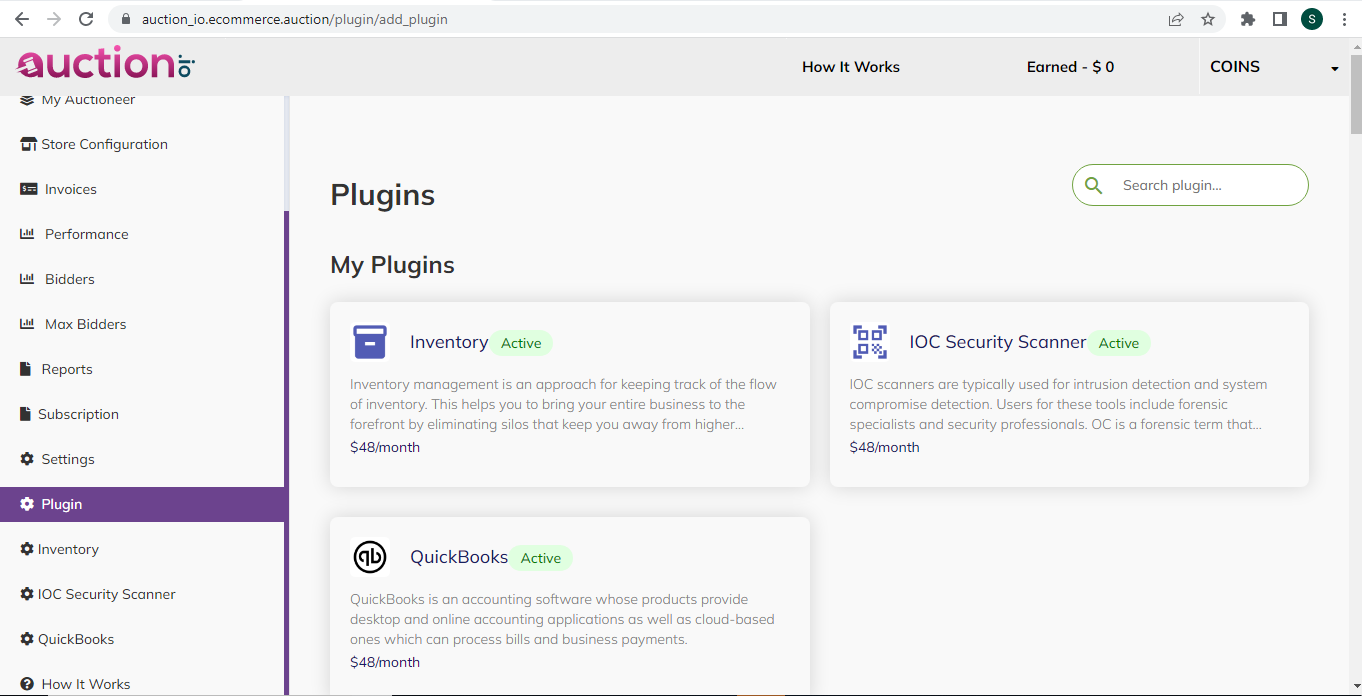 auction_io.ecommerce.auction/plugin/add_plugin
S
auction io
How It Works
Earned - $ 0
COINS
My Auctioneer
Store Configuration
Invoices
Performance
Bidders
Max Bidders
Reports
Subscription
Settings
Plugin
Inventory
IOC Security Scanner
QuickBooks
How It Works
Plugins
Search plugin...
My Plugins
Inventory Active
Inventory management is an approach for keeping track of the flow
of inventory. This helps you to bring your entire business to the
forefront by eliminating silos that keep you away from higher...
$48/month
IOC Security Scanner Active
IOC scanners are typically used for intrusion detection and system
compromise detection. Users for these tools include forensic
specialists and security professionals. OC is a forensic term that...
$48/month
qb
QuickBooks Active
QuickBooks is an accounting software whose products provide
desktop and online accounting applications as well as cloud-based
ones which can process bills and business payments.
$48/month